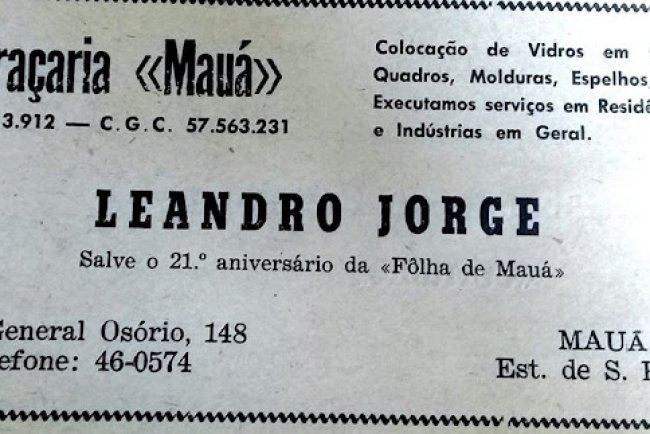 raçaria «Mauá»
3.912 — C.G.C. 57.563.231
Colocação de Vidros em
Quadros, Molduras, Espelhos,
Executamos serviços em Residê
e Indústrias em Geral.
LEANDRO JORGE
Salve o 21.º aniversário da «Fôlha de Mauá»
General Osório, 148
efone: 46-0574
MAUÁ
Est. de S. P